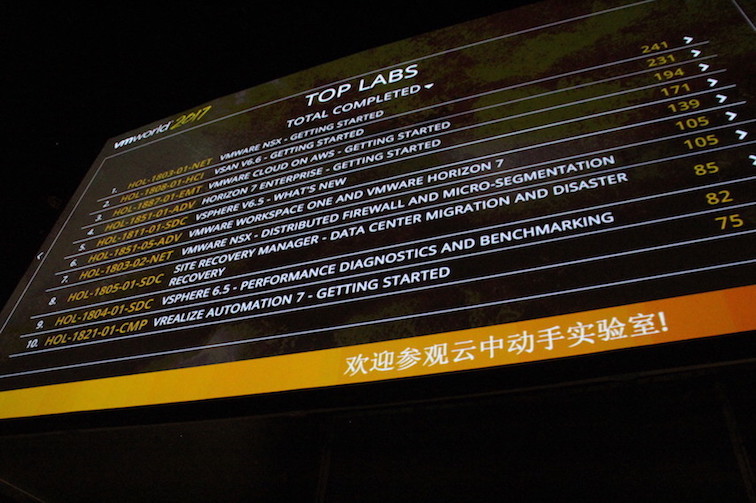 vmworld 2017
TOP LABS
TOTAL COMPLETED
1. HOL-1803-01-NET VMWARE NSX - GETTING STARTED 241
2. HOL-1808-01-HCI VSAN V6.6 - GETTING STARTED 231
3. HOL-1887-01-EMT VMWARE CLOUD ON AWS - GETTING STARTED 194
4. HOL-1851-01-ADV HORIZON 7 ENTERPRISE - GETTING STARTED 171
5. HOL-1811-01-SDC VSPHERE V6.5 - WHAT'S NEW 139
6. HOL-1851-05-ADV VMWARE WORKSPACE ONE AND VMWARE HORIZON 7 105
7. HOL-1803-02-NET VMWARE NSX - DISTRIBUTED FIREWALL AND MICRO-SEGMENTATION 105
8. HOL-1805-01-SDC SITE RECOVERY MANAGER - DATA CENTER MIGRATION AND DISASTER 85
RECOVERY
9. HOL-1804-01-SDC VSPHERE 6.5 - PERFORMANCE DIAGNOSTICS AND BENCHMARKING 82
10. HOL-1821-01-CMP VREALIZE AUTOMATION 7 - GETTING STARTED 75
欢迎参观云中动手实验室!